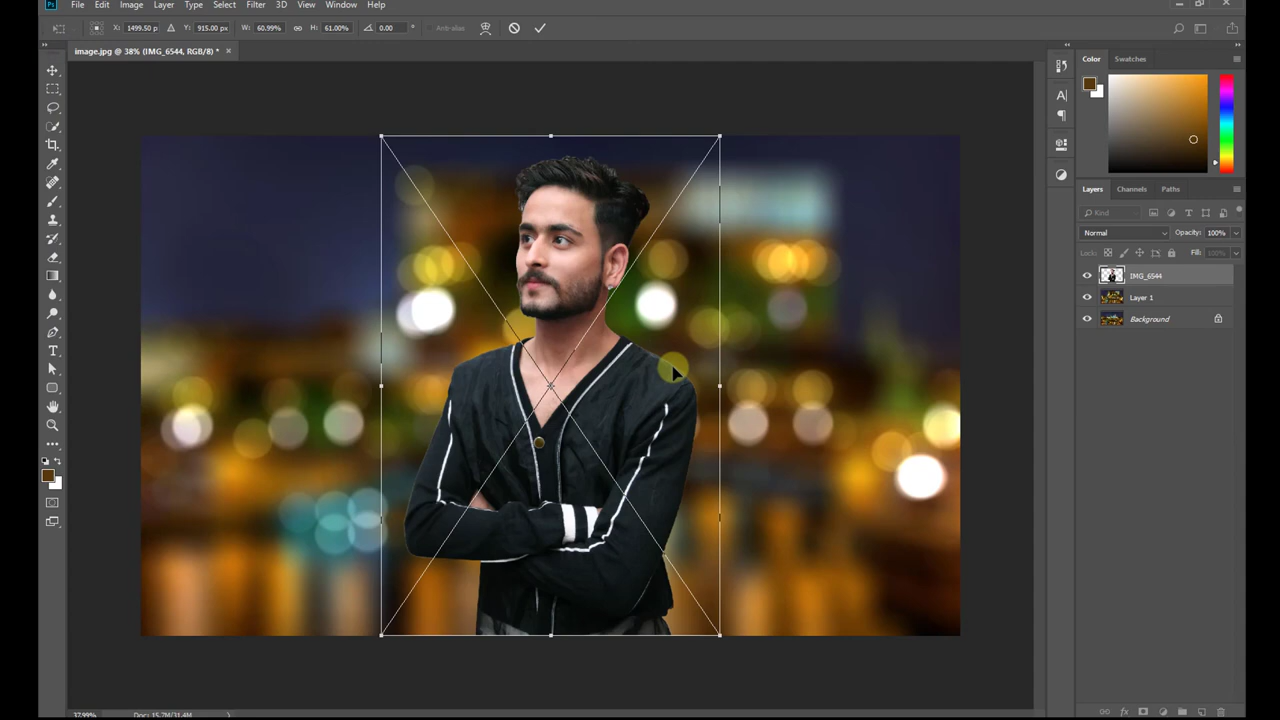 Ps File Edit Image Layer Type Select Filter 3D View Window Help
X: 1499.50 p Y: 915.00 px W: 60.99% H: 61.00% 0.00 ° Anti-alias
image.jpg @ 38% (IMG_6544, RGB/8) * ×
Color Swatches
Layers Channels Paths
Kind
Normal Opacity: 100%
Lock: Fill: 100%
IMG_6544
Layer 1
Background
37.99% Doc: 15.7M/31.4M